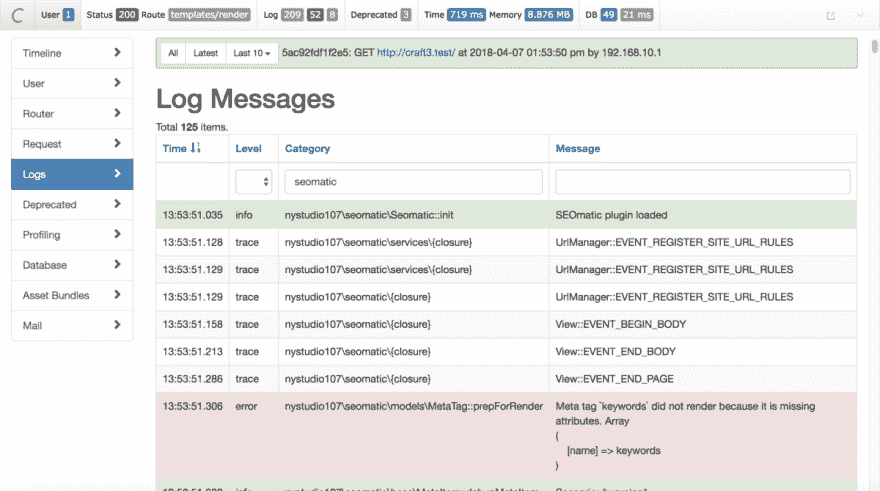 C User 1 Status 200 Route templates/render Log 209 52 8 Deprecated 3 Time 719 ms Memory 8.876 MB DB 49 21 ms
Timeline
User
Router
Request
Logs
Deprecated
Profiling
Database
Asset Bundles
Mail
All Latest Last 10 5ac92fdf1f2e5: GET http://craft3.test/ at 2018-04-07 01:53:50 pm by 192.168.10.1
Log Messages
Total 125 items.
Time Level Category Message
seomatic
13:53:51.035 info nystudio107\seomatic\Seomatic::init SEOmatic plugin loaded
13:53:51.128 trace nystudio107\seomatic\services\{closure} UrlManager::EVENT_REGISTER_SITE_URL_RULES
13:53:51.129 trace nystudio107\seomatic\services\{closure} UrlManager::EVENT_REGISTER_SITE_URL_RULES
13:53:51.129 trace nystudio107\seomatic\{closure} UrlManager::EVENT_REGISTER_SITE_URL_RULES
13:53:51.158 trace nystudio107\seomatic\{closure} View::EVENT_BEGIN_BODY
13:53:51.213 trace nystudio107\seomatic\{closure} View::EVENT_END_BODY
13:53:51.286 trace nystudio107\seomatic\{closure} View::EVENT_END_PAGE
13:53:51.306 error nystudio107\seomatic\models\MetaTag::prepForRender Meta tag `keywords` did not render because it is missing
attributes. Array
(
[name] => keywords
)